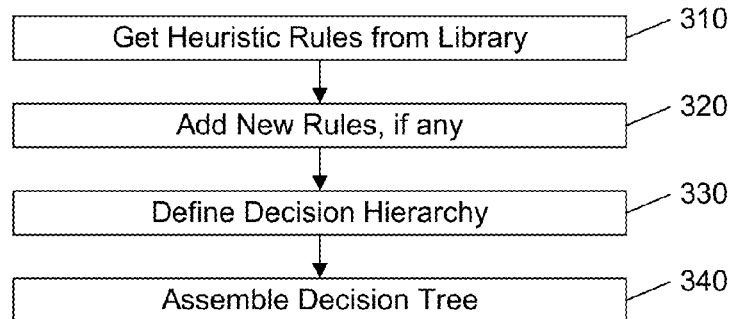 Get Heuristic Rules from Library
310
Add New Rules, if any
320
Define Decision Hierarchy
330
Assemble Decision Tree
340